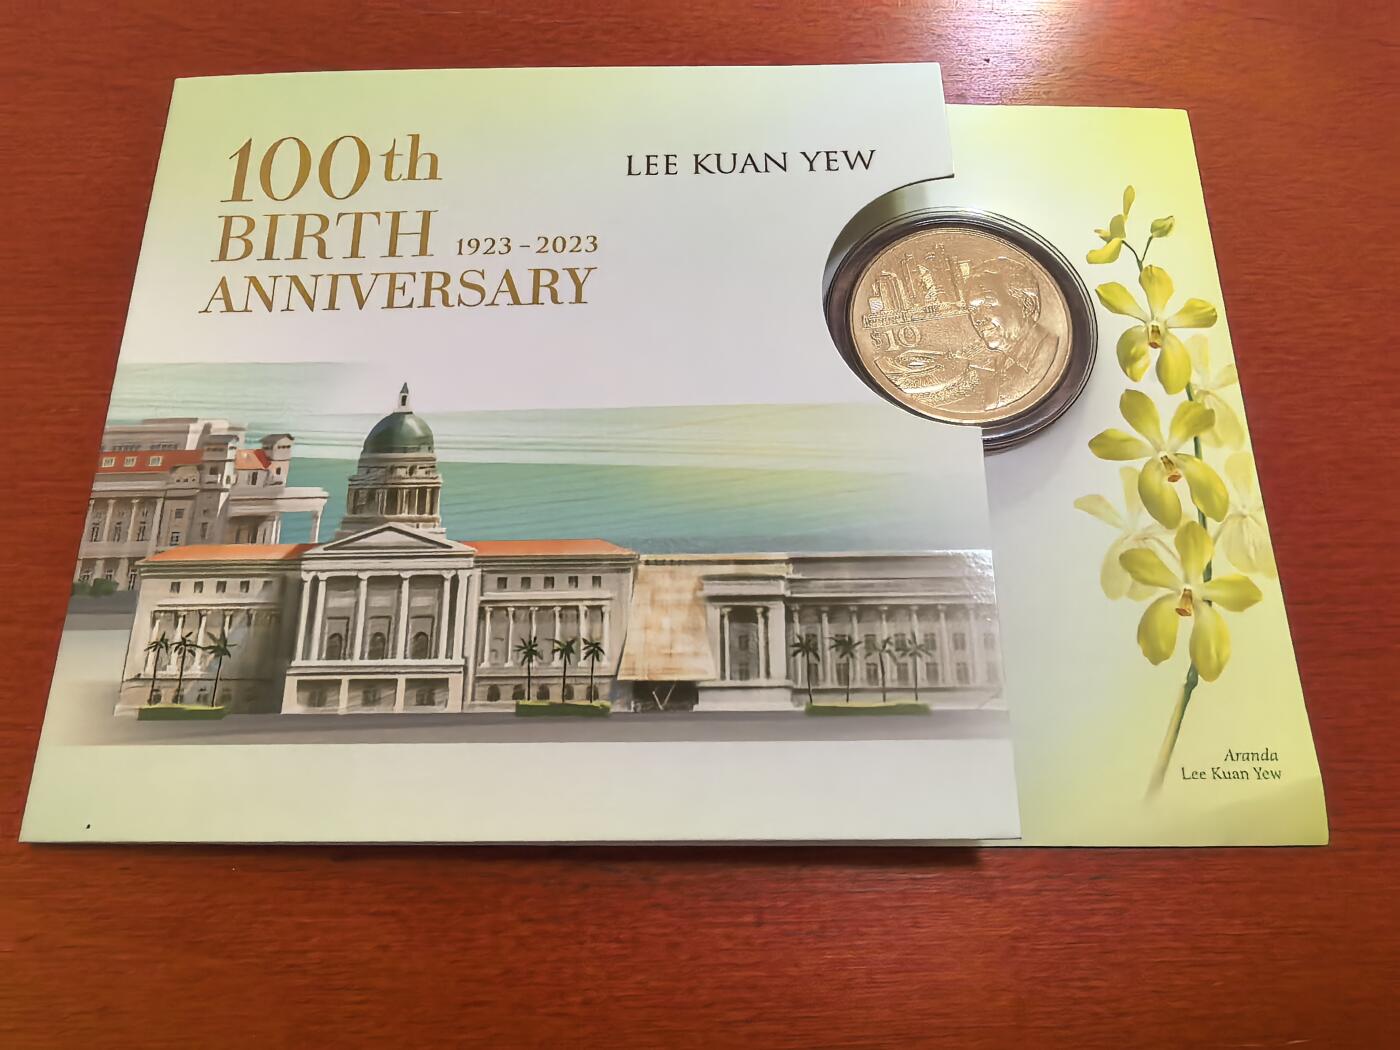 100th
BIRTH 1923-2023
ANNIVERSARY
LEE KUAN YEW
$10
Aranda
Lee Kuan Yew